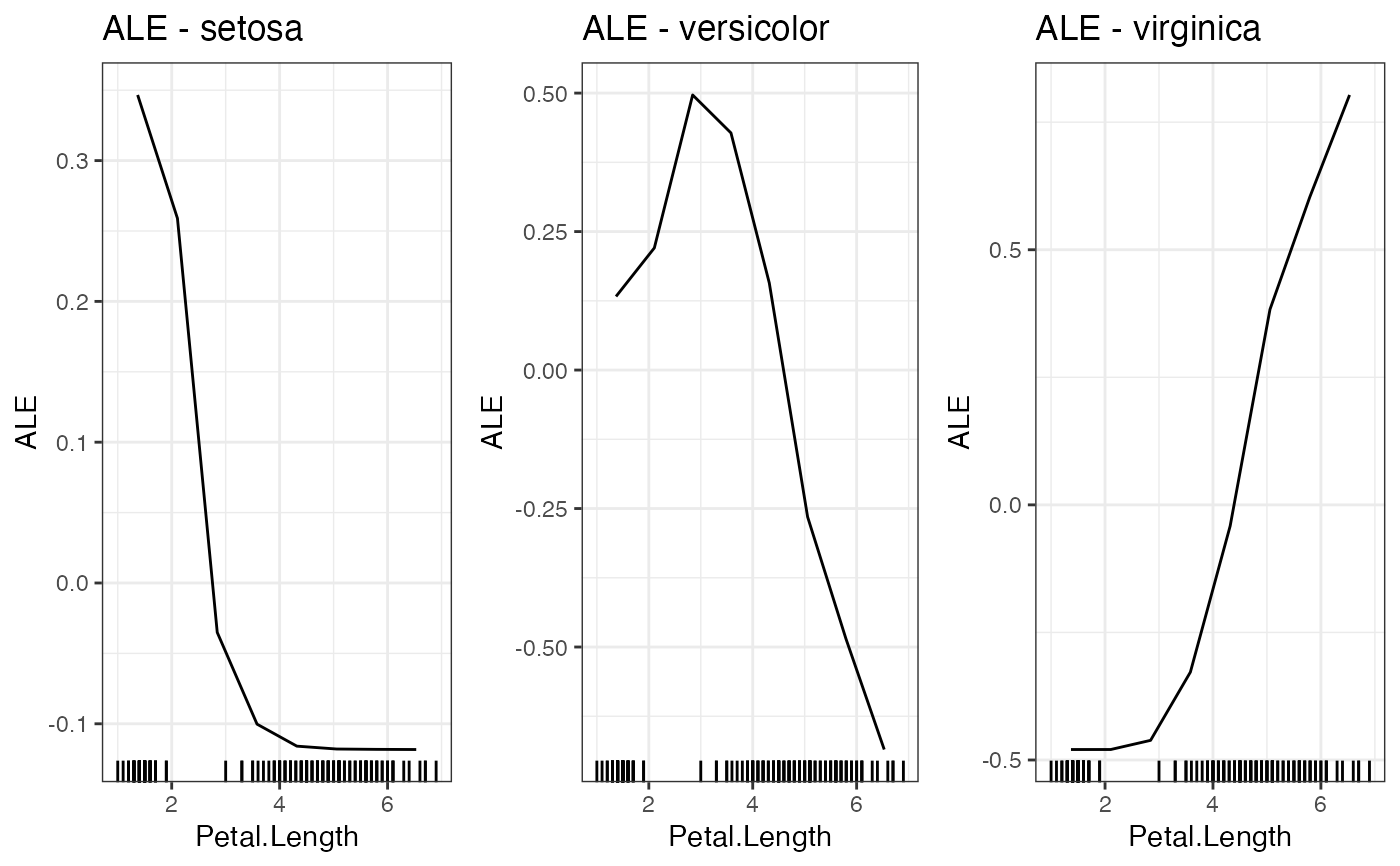 ALE - setosa
ALE
0.3
0.2
0.1
0.0
-0.1
2 4 6
Petal.Length
ALE - versicolor
ALE
0.50
0.25
0.00
-0.25
-0.50
2 4 6
Petal.Length
ALE - virginica
ALE
0.5
0.0
-0.5
2 4 6
Petal.Length